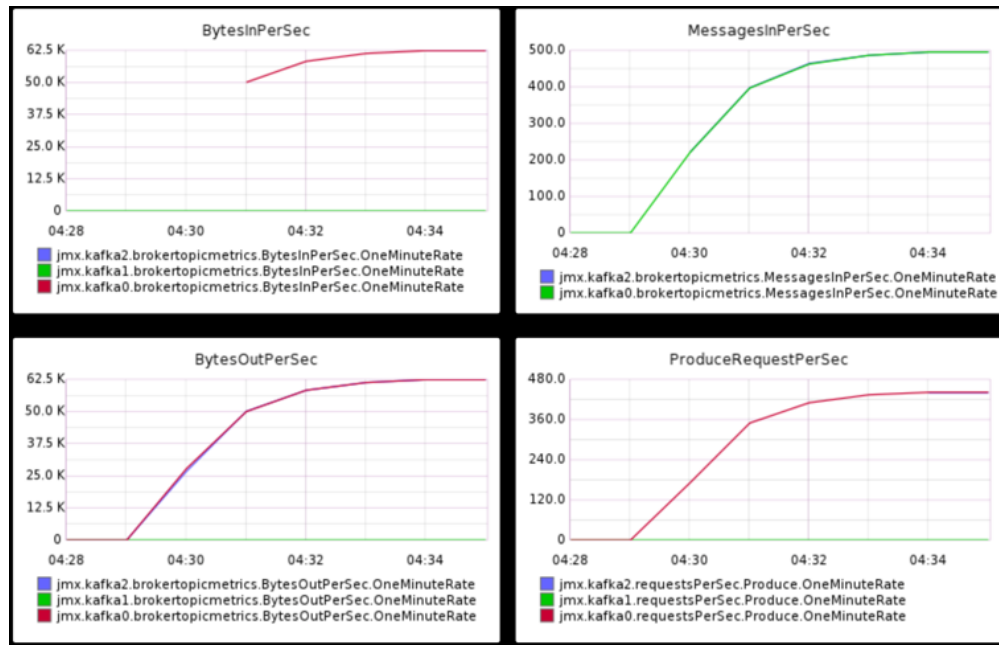 BytesInPerSec
62.5 K
50.0 K
37.5 K
25.0 K
12.5 K
0
04:28 04:30 04:32 04:34
jmx.kafka2.brokertopicmetrics.BytesInPerSec.OneMinuteRate
jmx.kafka1.brokertopicmetrics.BytesInPerSec.OneMinuteRate
jmx.kafka0.brokertopicmetrics.BytesInPerSec.OneMinuteRate
MessagesInPerSec
500.0
400.0
300.0
200.0
100.0
0
04:28 04:30 04:32 04:34
jmx.kafka2.brokertopicmetrics.MessagesInPerSec.OneMinuteRate
jmx.kafka0.brokertopicmetrics.MessagesInPerSec.OneMinuteRate
BytesOutPerSec
62.5 K
50.0 K
37.5 K
25.0 K
12.5 K
0
04:28 04:30 04:32 04:34
jmx.kafka2.brokertopicmetrics.BytesOutPerSec.OneMinuteRate
jmx.kafka1.brokertopicmetrics.BytesOutPerSec.OneMinuteRate
jmx.kafka0.brokertopicmetrics.BytesOutPerSec.OneMinuteRate
ProduceRequestPerSec
480.0
360.0
240.0
120.0
0
04:28 04:30 04:32 04:34
jmx.kafka2.requestsPerSec.Produce.OneMinuteRate
jmx.kafka1.requestsPerSec.Produce.OneMinuteRate
jmx.kafka0.requestsPerSec.Produce.OneMinuteRate